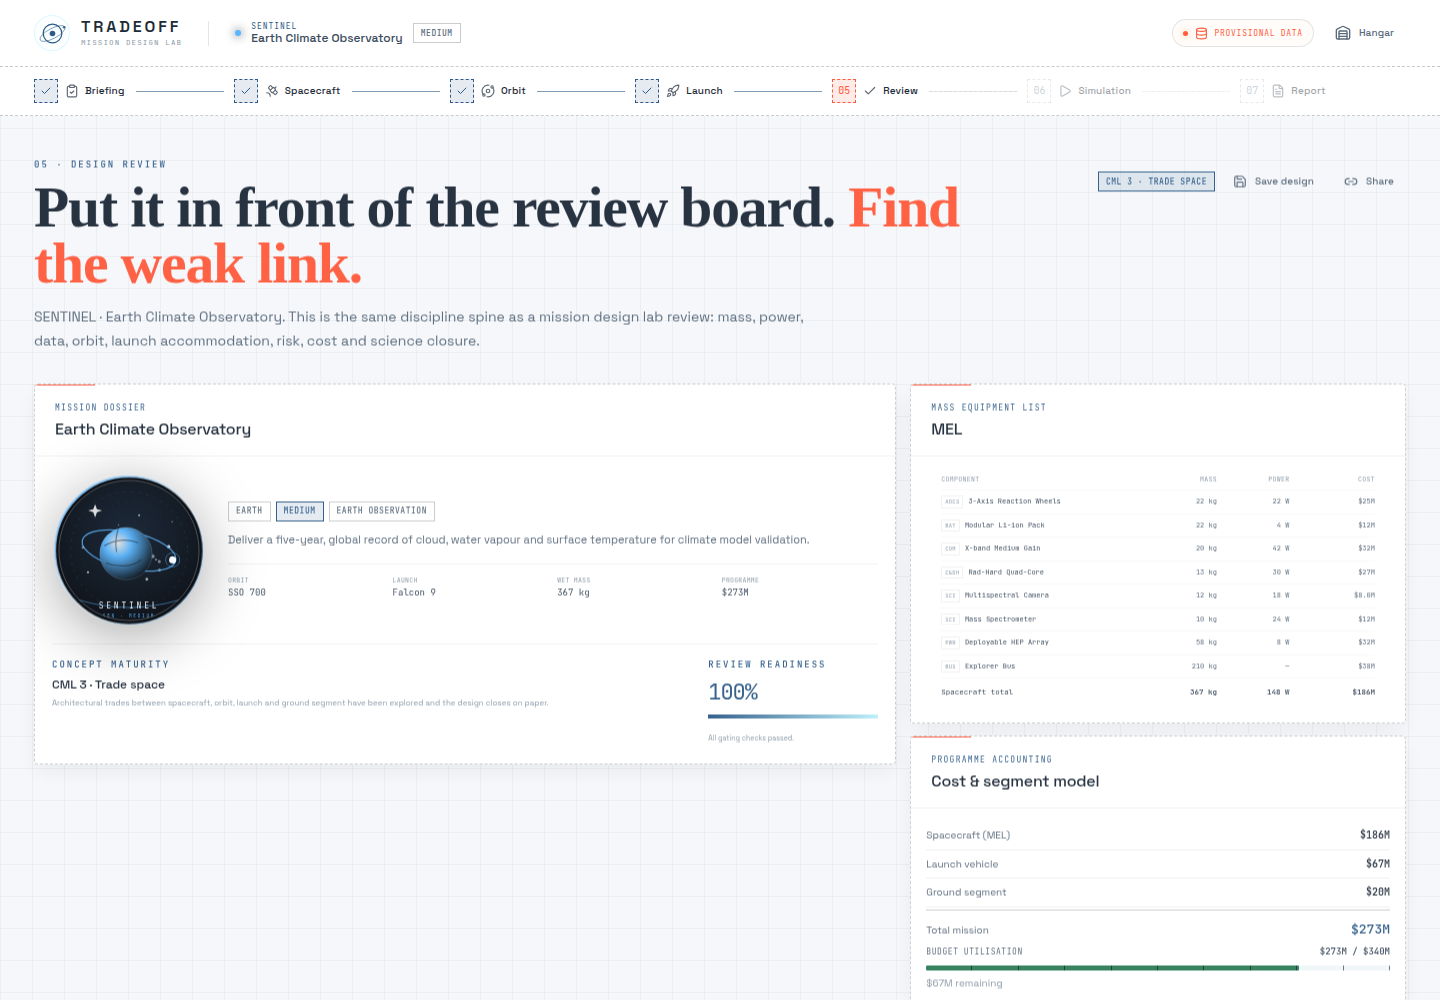 TRADEOFF
MISSION DESIGN LAB
SENTINEL
Earth Climate Observatory
MEDIUM
PROVISIONAL DATA
Hangar
Briefing
Spacecraft
Orbit
Launch
05 Review
06 Simulation
07 Report
05 · DESIGN REVIEW
Put it in front of the review board. Find
the weak link.
CML 3 · TRADE SPACE
Save design
Share
SENTINEL · Earth Climate Observatory. This is the same discipline spine as a mission design lab review: mass, power,
data, orbit, launch accommodation, risk, cost and science closure.
MISSION DOSSIER
Earth Climate Observatory
SENTINEL
MEDIUM
EARTH MEDIUM EARTH OBSERVATION
Deliver a five-year, global record of cloud, water vapour and surface temperature for climate model validation.
ORBIT LAUNCH WET MASS PROGRAMME
SSO 700 Falcon 9 367 kg $273M
CONCEPT MATURITY
CML 3 · Trade space
Architectural trades between spacecraft, orbit, launch and ground segment have been explored and the design closes on paper.
REVIEW READINESS
100%
All gating checks passed.
MASS EQUIPMENT LIST
MEL
COMPONENT MASS POWER COST
ADCS 3-Axis Reaction Wheels 22 kg 22 W $25M
BAT Modular Li-ion Pack 22 kg 4 W $12M
COM X-band Medium Gain 20 kg 42 W $32M
C&DH Rad-Hard Quad-Core 13 kg 30 W $27M
SCI Multispectral Camera 12 kg 18 W $8.0M
SCI Mass Spectrometer 10 kg 24 W $12M
PWR Deployable HEP Array 58 kg 8 W $32M
BUS Explorer Bus 210 kg — $38M
Spacecraft total 367 kg 148 W $186M
PROGRAMME ACCOUNTING
Cost & segment model
Spacecraft (MEL) $186M
Launch vehicle $67M
Ground segment $20M
Total mission $273M
BUDGET UTILISATION $273M / $340M
$67M remaining